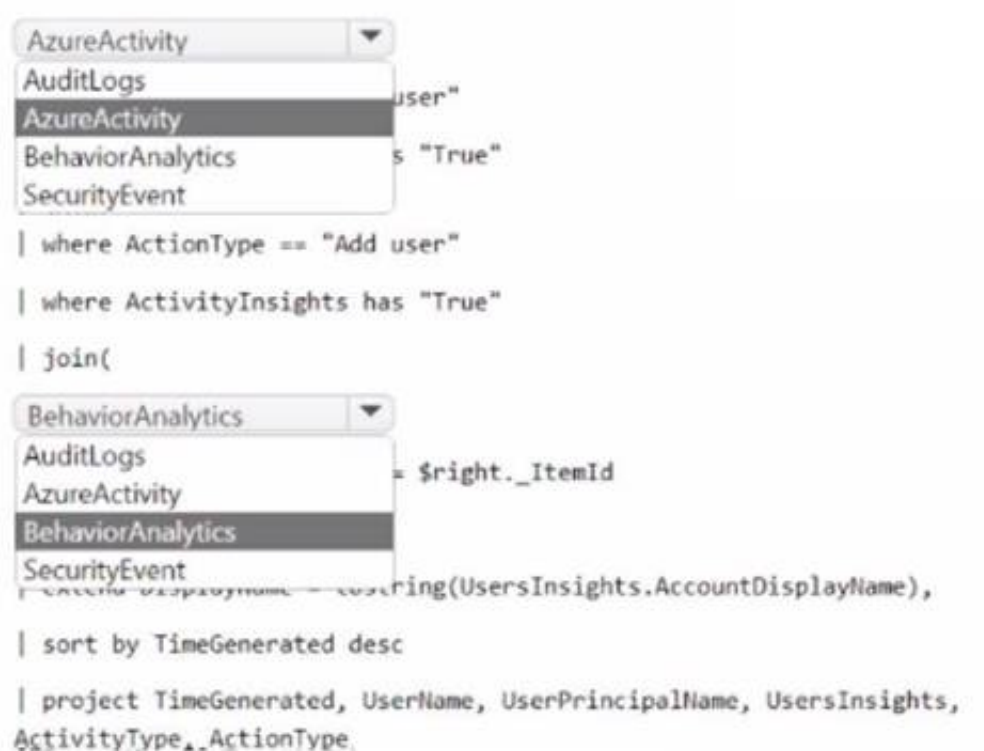 AzureActivity
AuditLogs
user"
AzureActivity
BehaviorAnalytics
s "True"
SecurityEvent
| where ActionType == "Add user"
| where ActivityInsights has "True"
| join(
BehaviorAnalytics
AuditLogs
= $right._ItemId
AzureActivity
BehaviorAnalytics
SecurityEvent
ring(UsersInsights.AccountDisplayName),
| sort by TimeGenerated desc
| project TimeGenerated, UserName, UserPrincipalName, UsersInsights,
ActivityType, ActionType